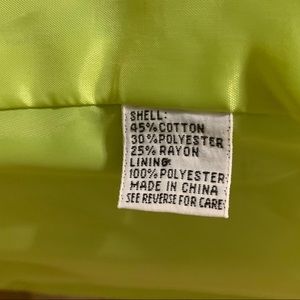 SHELL:
45% COTTON
30% POLYESTER
25% RAYON
LINING:
100% POLYESTER
MADE IN CHINA
SEE REVERSE FOR CARE